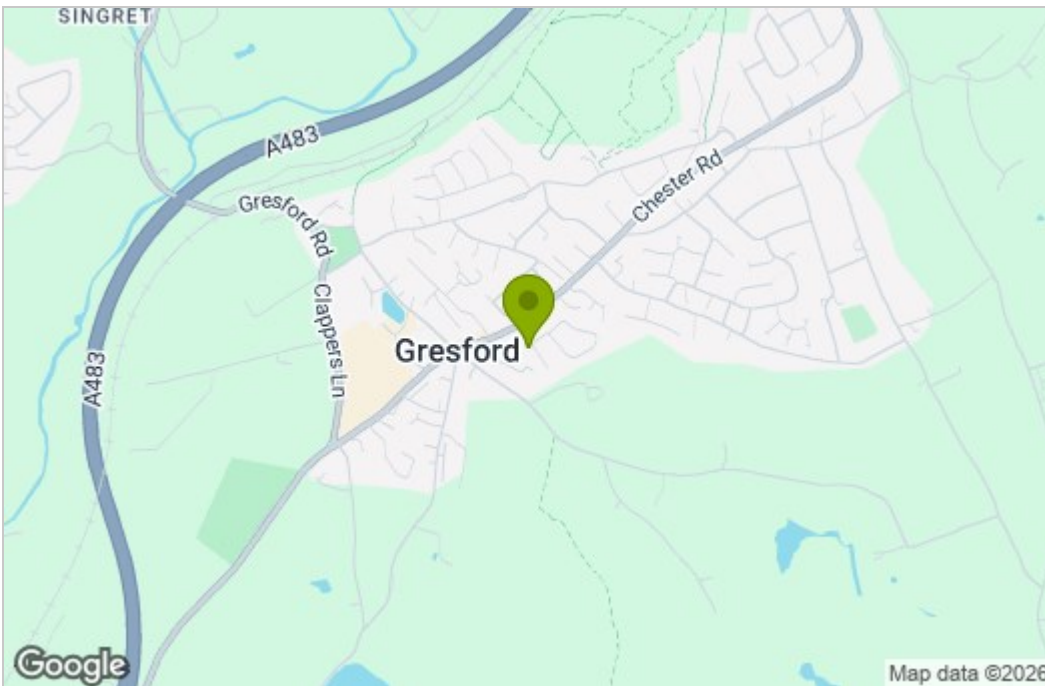 SINGRET
A483
Chester Rd
Gresford Rd
Clappers Ln
Gresford
A483
Google
Map data ©2026